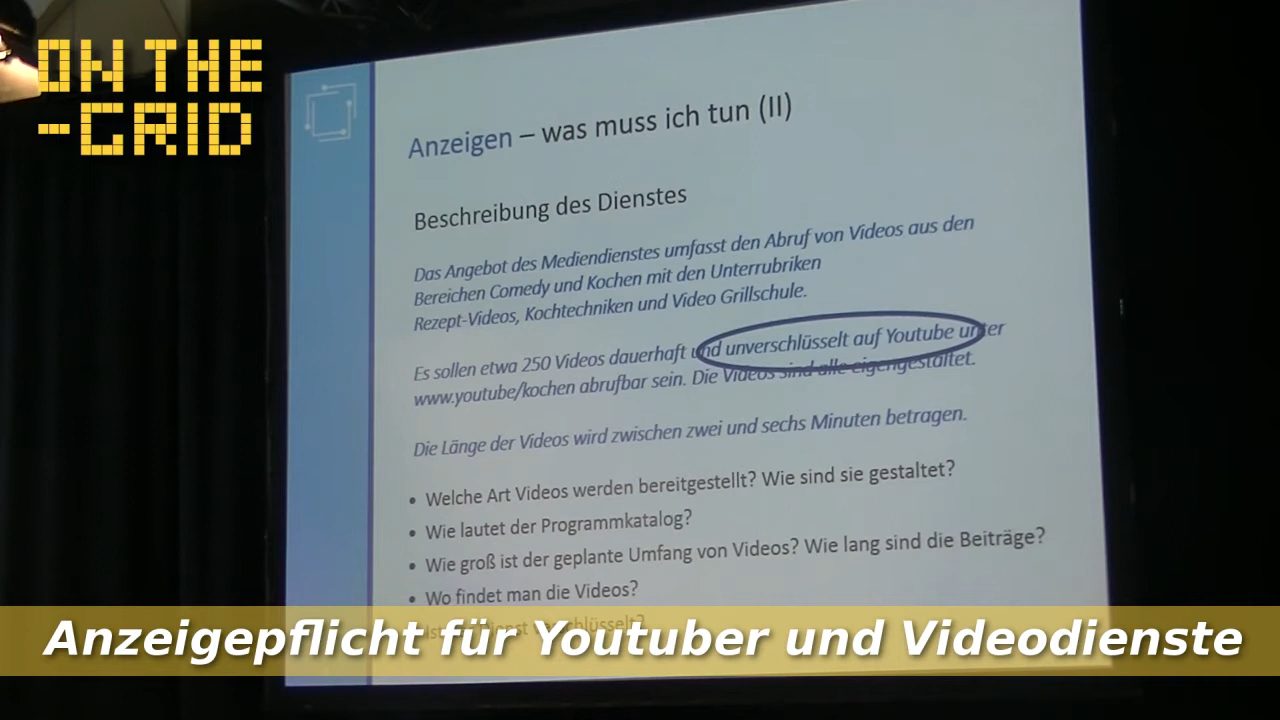 ON THE
-GRID
Anzeigen – was muss ich tun (II)
Beschreibung des Dienstes
Das Angebot des Mediendienstes umfasst den Abruf von Videos aus den
Bereichen Comedy und Kochen mit den Unterrubriken
Rezept-Videos, Kochtechniken und Video Grillschule.
Es sollen etwa 250 Videos dauerhaft und unverschlüsselt auf Youtube unter
www.youtube/kochen abrufbar sein. Die Videos sind alle eigengestaltet.
Die Länge der Videos wird zwischen zwei und sechs Minuten betragen.
• Welche Art Videos werden bereitgestellt? Wie sind sie gestaltet?
• Wie lautet der Programmkatalog?
• Wie groß ist der geplante Umfang von Videos? Wie lang sind die Beiträge?
• Wo findet man die Videos?
Anzeigepflicht für Youtuber und Videodienste